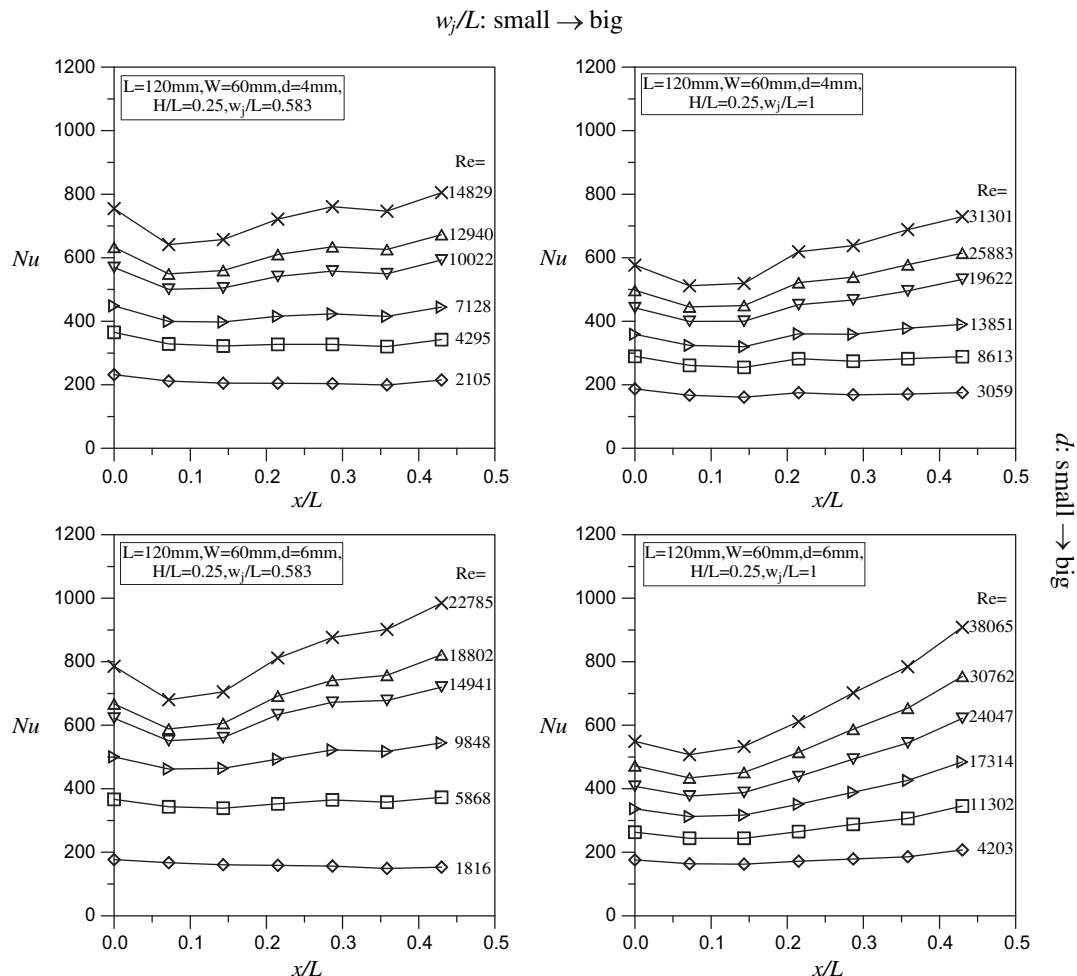 w_j/L: small → big
1200
1000
800
600
400
200
0
Nu
L=120mm,W=60mm,d=4mm,
H/L=0.25,w_j/L=0.583
Re=
14829
12940
10022
7128
4295
2105
0.0 0.1 0.2 0.3 0.4 0.5
x/L
1200
1000
800
600
400
200
0
Nu
L=120mm,W=60mm,d=4mm,
H/L=0.25,w_j/L=1
Re=
31301
25883
19622
13851
8613
3059
0.0 0.1 0.2 0.3 0.4 0.5
x/L
d: small → big
1200
1000
800
600
400
200
0
Nu
L=120mm,W=60mm,d=6mm,
H/L=0.25,w_j/L=0.583
Re=
22785
18802
14941
9848
5868
1816
0.0 0.1 0.2 0.3 0.4 0.5
x/L
1200
1000
800
600
400
200
0
Nu
L=120mm,W=60mm,d=6mm,
H/L=0.25,w_j/L=1
Re=
38065
30762
24047
17314
11302
4203
0.0 0.1 0.2 0.3 0.4 0.5
x/L